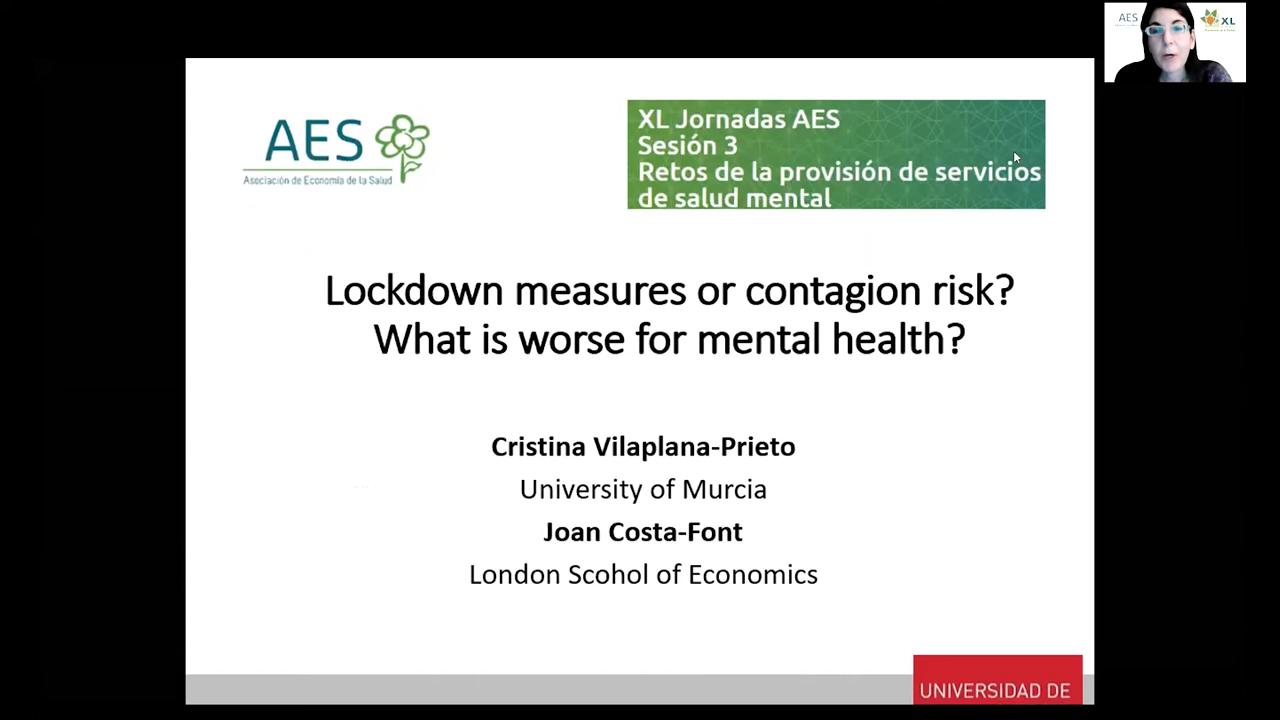 AES
XL
AES
Asociación de Economía de la Salud
XL Jornadas AES
Sesión 3
Retos de la provisión de servicios
de salud mental
Lockdown measures or contagion risk?
What is worse for mental health?
Cristina Vilaplana-Prieto
University of Murcia
Joan Costa-Font
London Scohol of Economics
UNIVERSIDAD DE